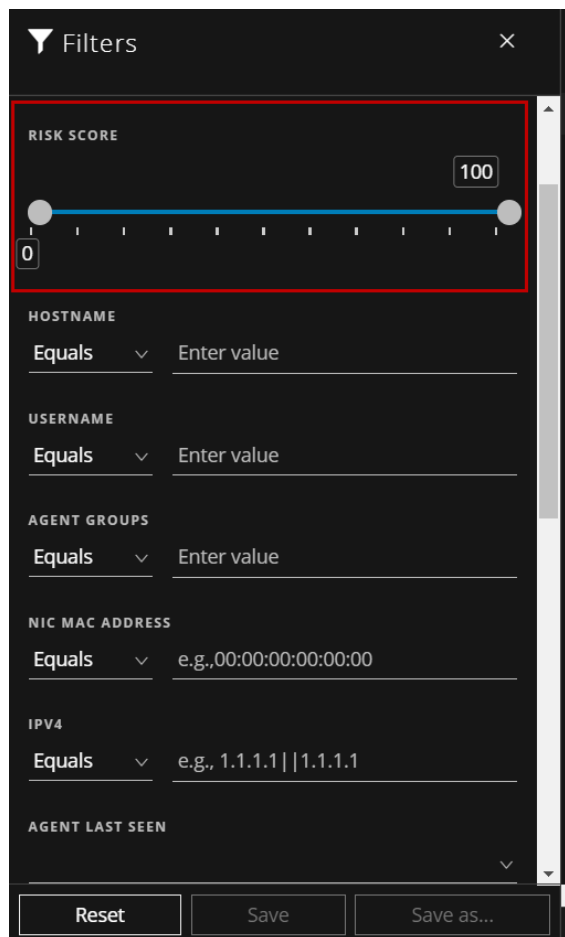 Filters
RISK SCORE
100
0
HOSTNAME
Equals Enter value
USERNAME
Equals Enter value
AGENT GROUPS
Equals Enter value
NIC MAC ADDRESS
Equals e.g.,00:00:00:00:00:00
IPV4
Equals e.g., 1.1.1.1||1.1.1.1
AGENT LAST SEEN
Reset Save Save as...